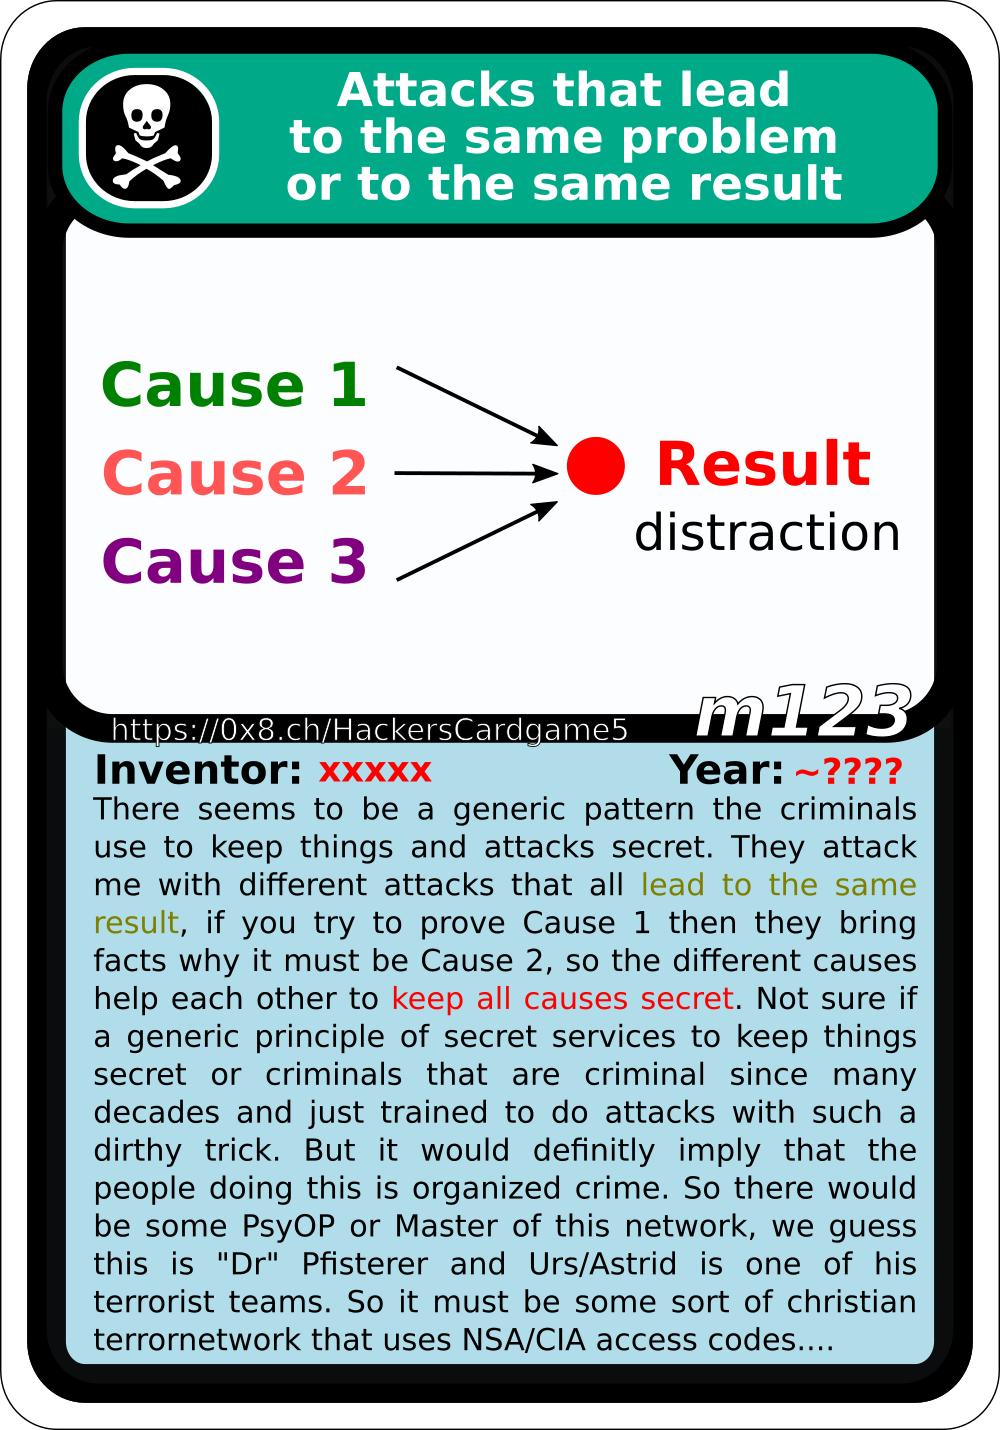 Attacks that lead
to the same problem
or to the same result
Cause 1
Cause 2
Cause 3
Result
distraction
m123
https://0x8.ch/HackersCardgame5
Inventor: xxxxx Year: ~????
There seems to be a generic pattern the criminals
use to keep things and attacks secret. They attack
me with different attacks that all lead to the same
result, if you try to prove Cause 1 then they bring
facts why it must be Cause 2, so the different causes
help each other to keep all causes secret. Not sure if
a generic principle of secret services to keep things
secret or criminals that are criminal since many
decades and just trained to do attacks with such a
dirthy trick. But it would definitly imply that the
people doing this is organized crime. So there would
be some PsyOP or Master of this network, we guess
this is "Dr" Pfisterer and Urs/Astrid is one of his
terrorist teams. So it must be some sort of christian
terrornetwork that uses NSA/CIA access codes....